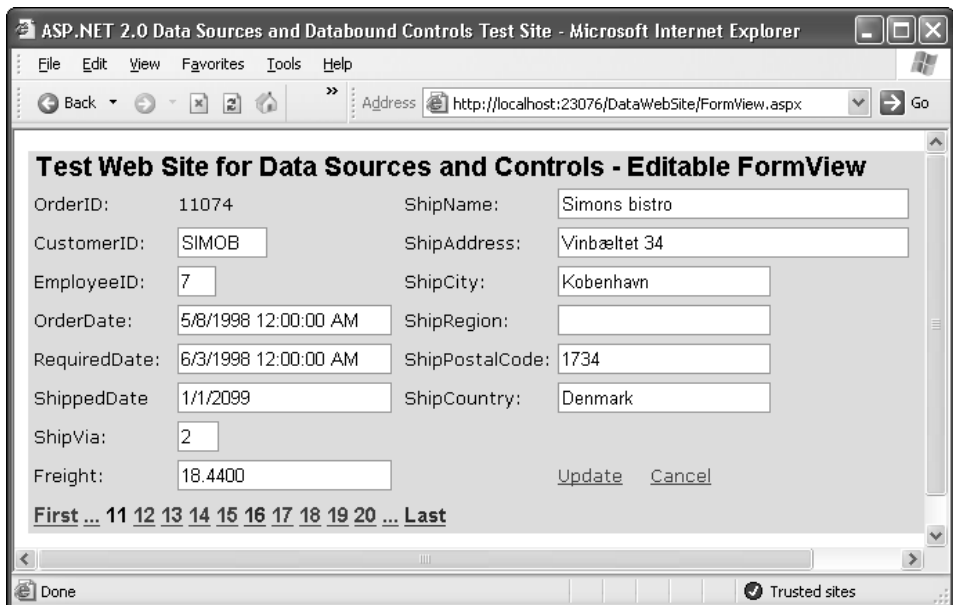 ASP.NET 2.0 Data Sources and Databound Controls Test Site - Microsoft Internet Explorer
File Edit View Favorites Tools Help
Back » Address http://localhost:23076/DataWebSite/FormView.aspx Go
Test Web Site for Data Sources and Controls - Editable FormView
OrderID: 11074 ShipName: Simons bistro
CustomerID: SIMOB ShipAddress: Vinbæltet 34
EmployeeID: 7 ShipCity: Kobenhavn
OrderDate: 5/8/1998 12:00:00 AM ShipRegion:
RequiredDate: 6/3/1998 12:00:00 AM ShipPostalCode: 1734
ShippedDate 1/1/2099 ShipCountry: Denmark
ShipVia: 2
Freight: 18.4400 Update Cancel
First ... 11 12 13 14 15 16 17 18 19 20 ... Last
Done Trusted sites